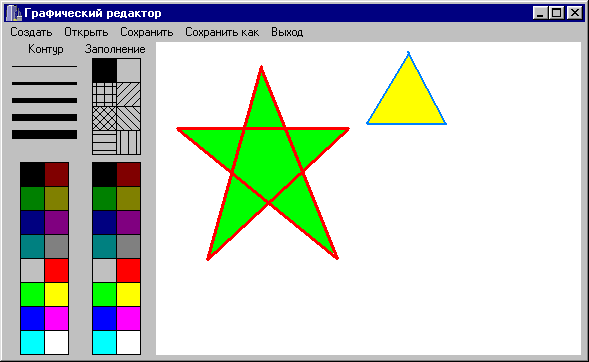 Графический редактор
Создать Открыть Сохранить Сохранить как Выход
Контур Заполнение